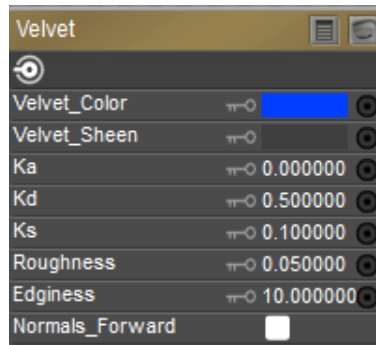 Velvet
Velvet_Color
Velvet_Sheen
Ka 0.000000
Kd 0.500000
Ks 0.100000
Roughness 0.050000
Edginess 10.000000
Normals_Forward